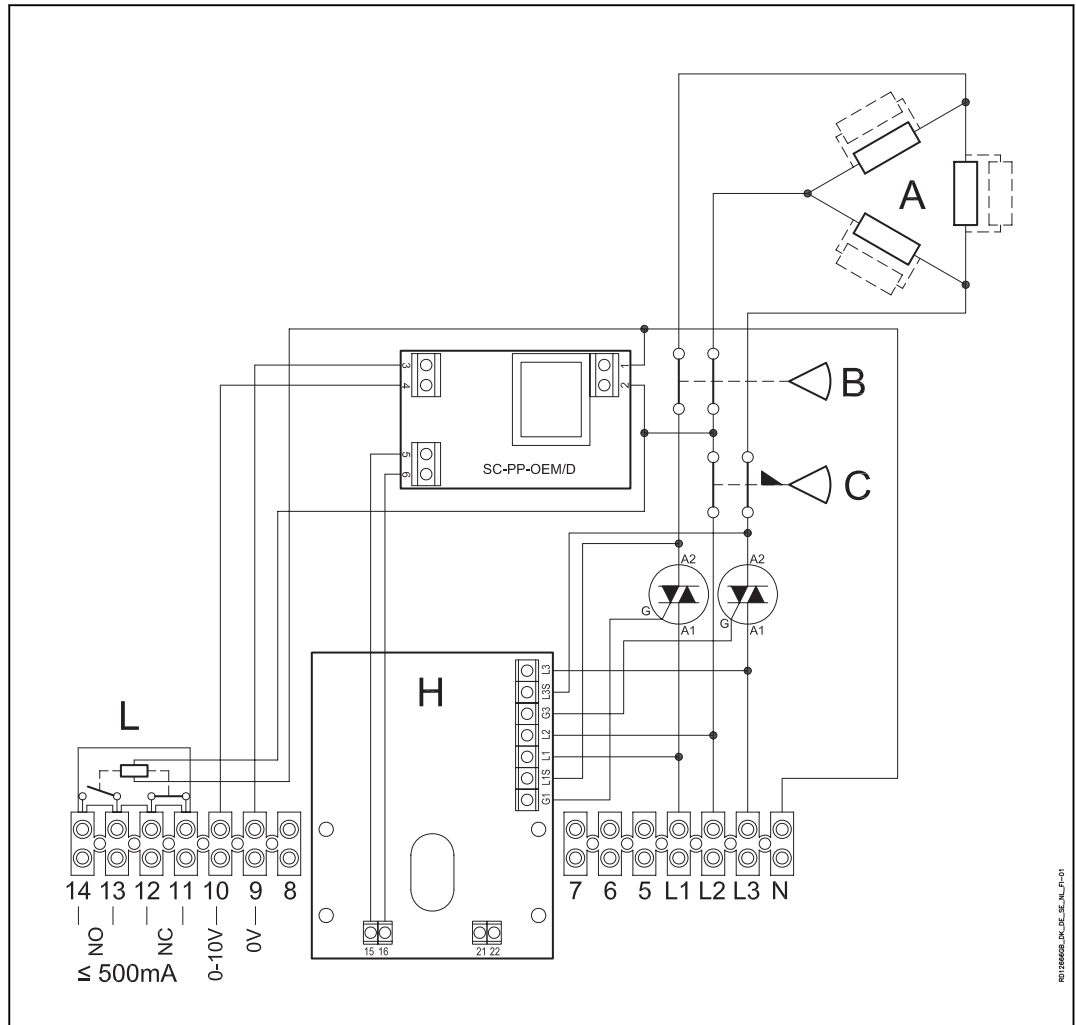 A
B
3
4
1
2
5
6
SC-PP-OEM/D
C
A2
A2
G
G
A1
A1
H
L3
L3S
G3
L2
L1
L1S
G1
L
14 13 12 11 10 9 8
7 6 5 L1 L2 L3 N
NO
NC
0-10V
0V
≤ 500mA
15 16
21 22
RD126666GB_DK_DE_SE_NL_FI-01